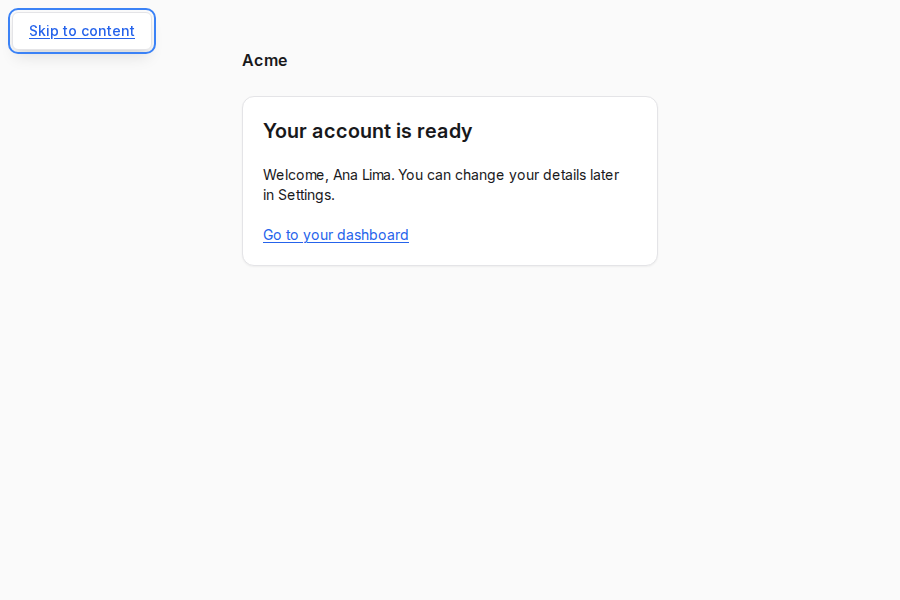 Skip to content
Acme
Your account is ready
Welcome, Ana Lima. You can change your details later
in Settings.
Go to your dashboard